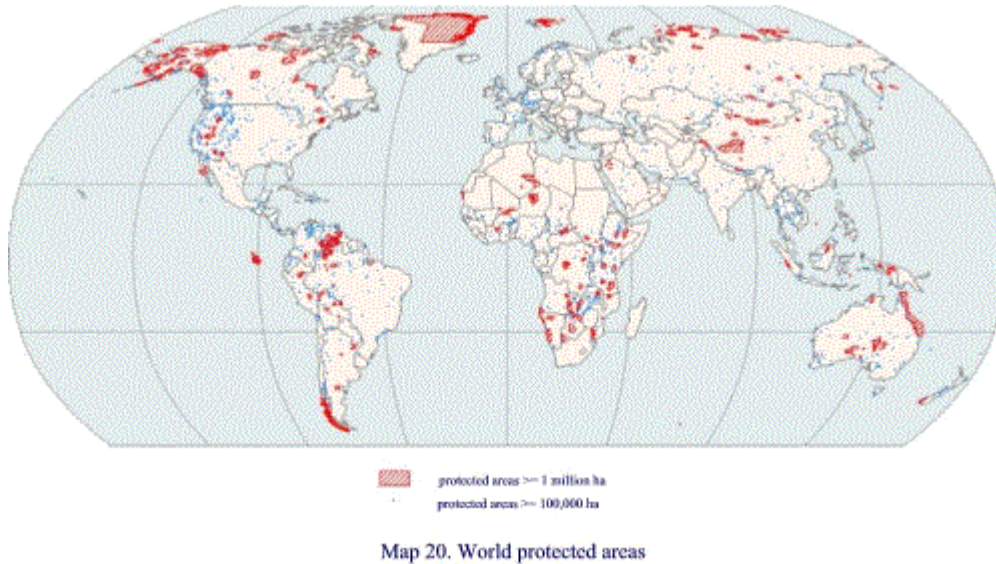 protected areas >= 1 million ha
protected areas >= 100,000 ha
Map 20. World protected areas